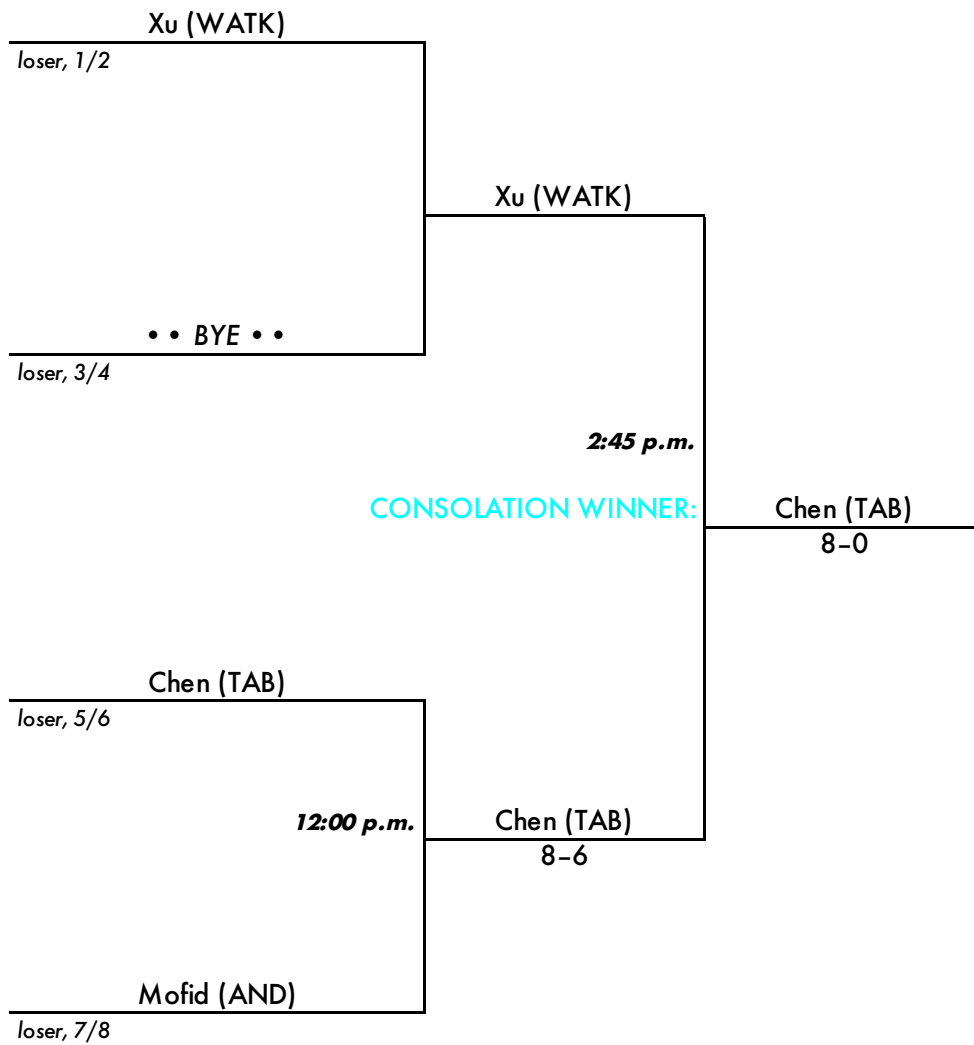 Xu (WATK)
loser, 1/2
Xu (WATK)
• • BYE • •
loser, 3/4
2:45 p.m.
CONSOLATION WINNER:
Chen (TAB)
8–0
Chen (TAB)
loser, 5/6
12:00 p.m.
Chen (TAB)
8–6
Mofid (AND)
loser, 7/8